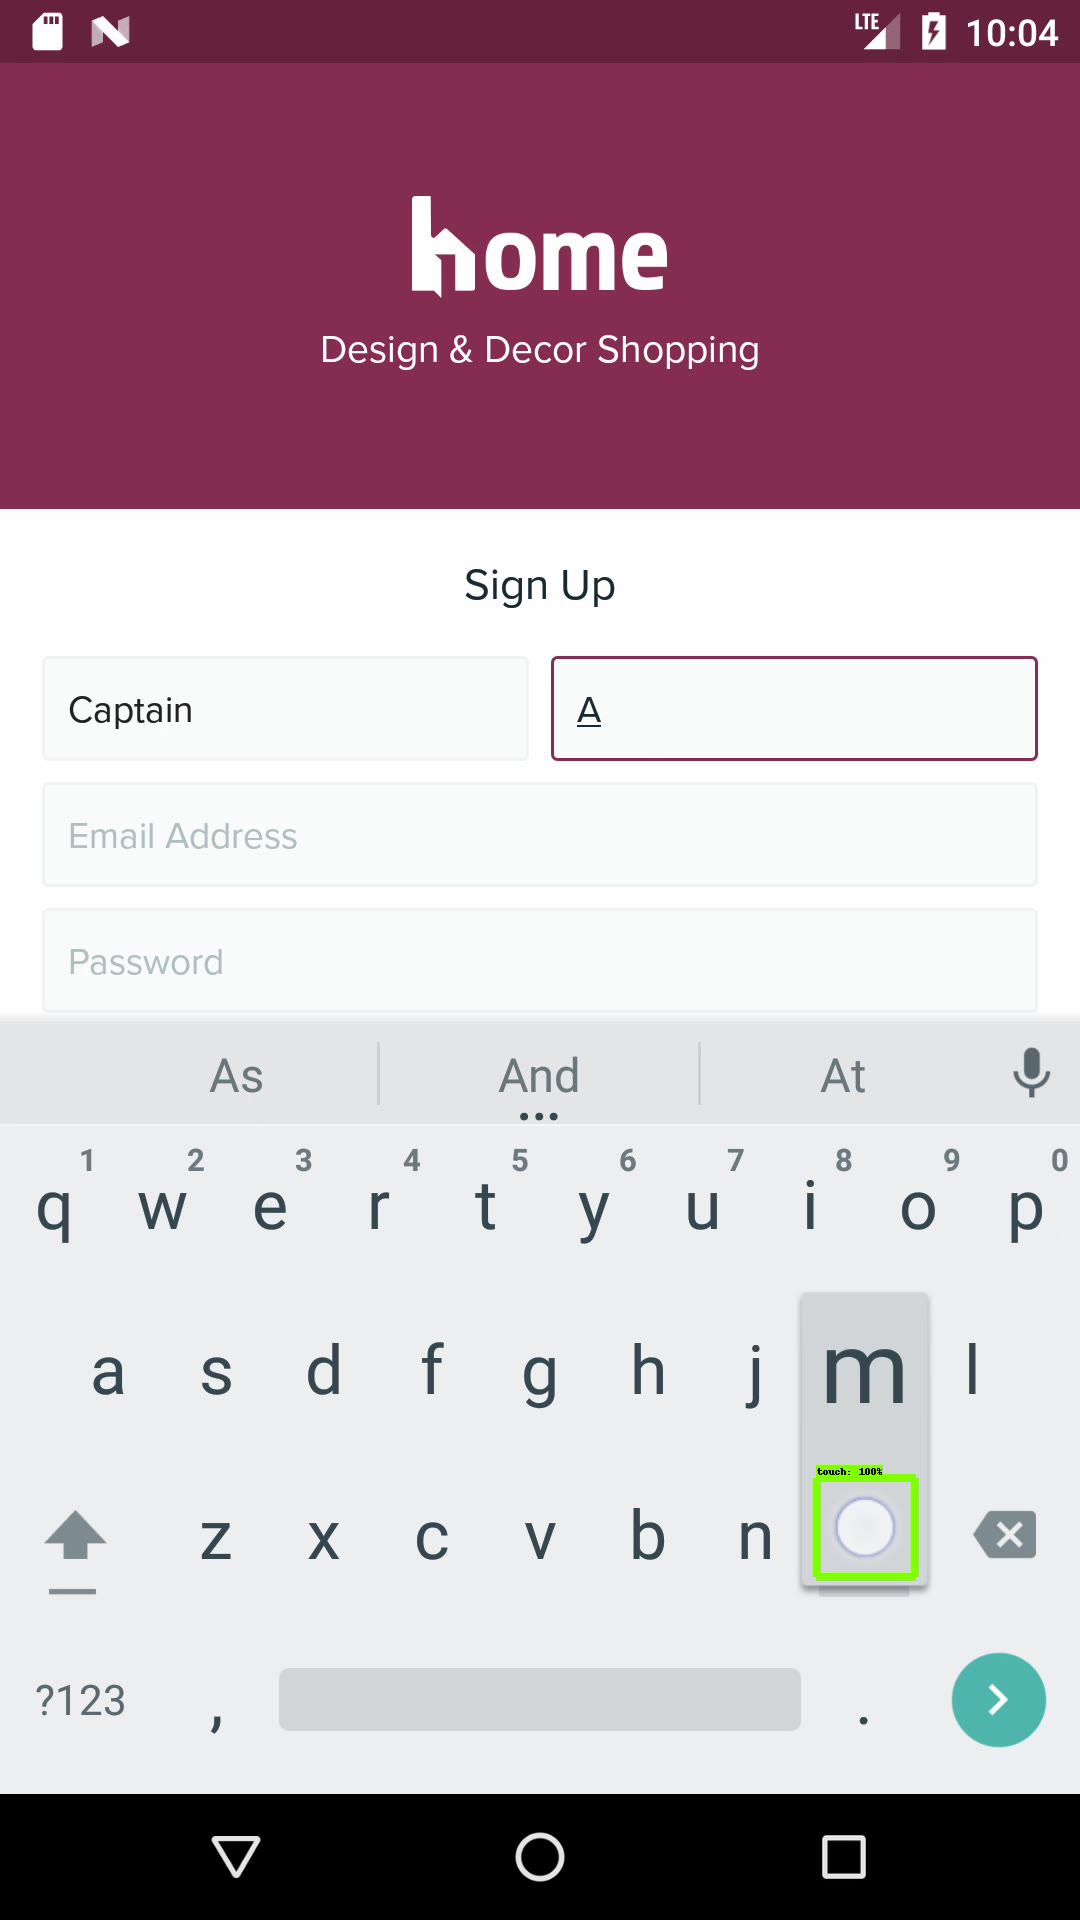 LTE 10:04
home
Design & Decor Shopping
Sign Up
Captain A
Email Address
Password
As And At
1 2 3 4 5 6 7 8 9 0
q w e r t y u i o p
a s d f g h j m l
touch: 100%
z x c v b n
?123 , .